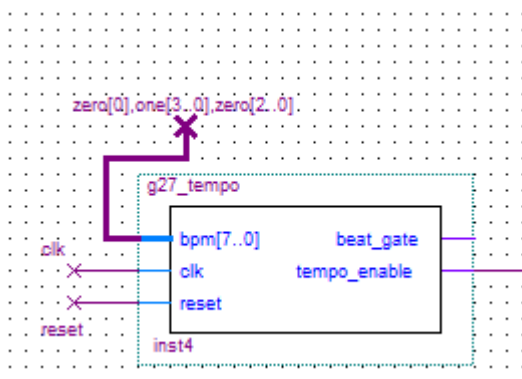 zero[0],one[3..0],zero[2..0]
g27_tempo
bpm[7..0] beat_gate
clk
clk tempo_enable
reset
reset
inst4